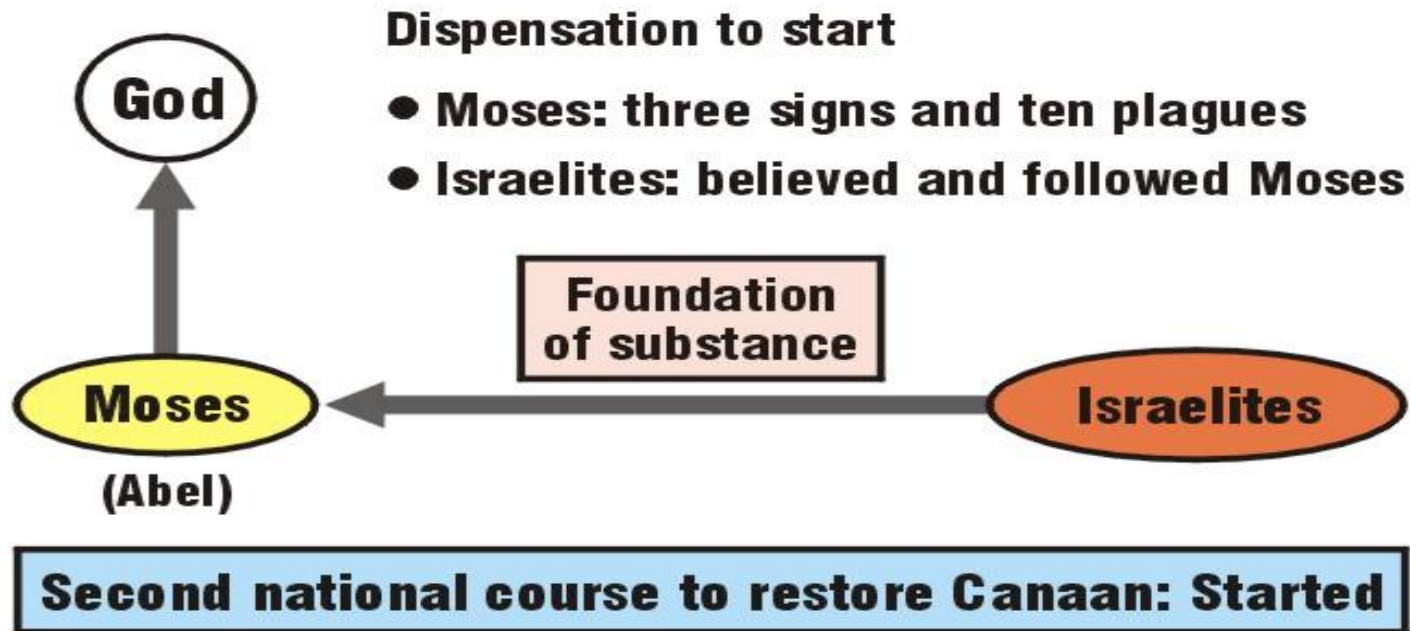 Dispensation to start
God
● Moses: three signs and ten plagues
● Israelites: believed and followed Moses
Foundation
of substance
Moses
Israelites
(Abel)
Second national course to restore Canaan: Started